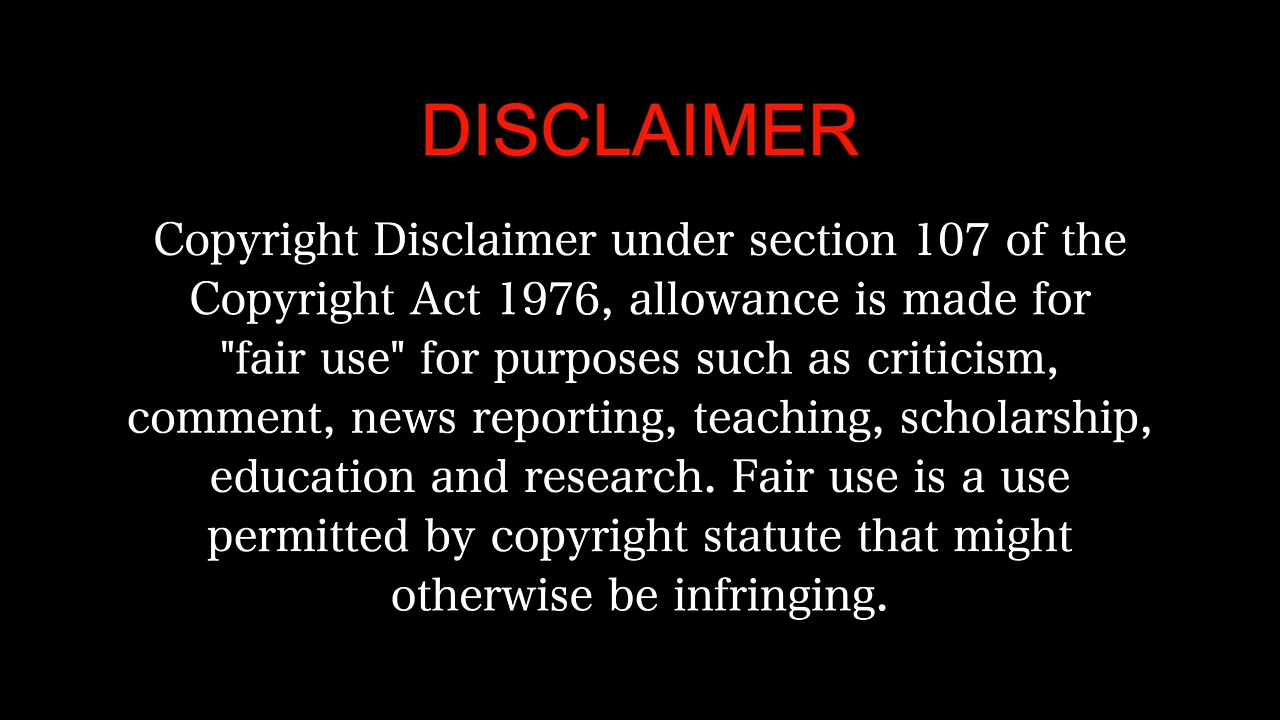 DISCLAIMER
Copyright Disclaimer under section 107 of the
Copyright Act 1976, allowance is made for
"fair use" for purposes such as criticism,
comment, news reporting, teaching, scholarship,
education and research. Fair use is a use
permitted by copyright statute that might
otherwise be infringing.